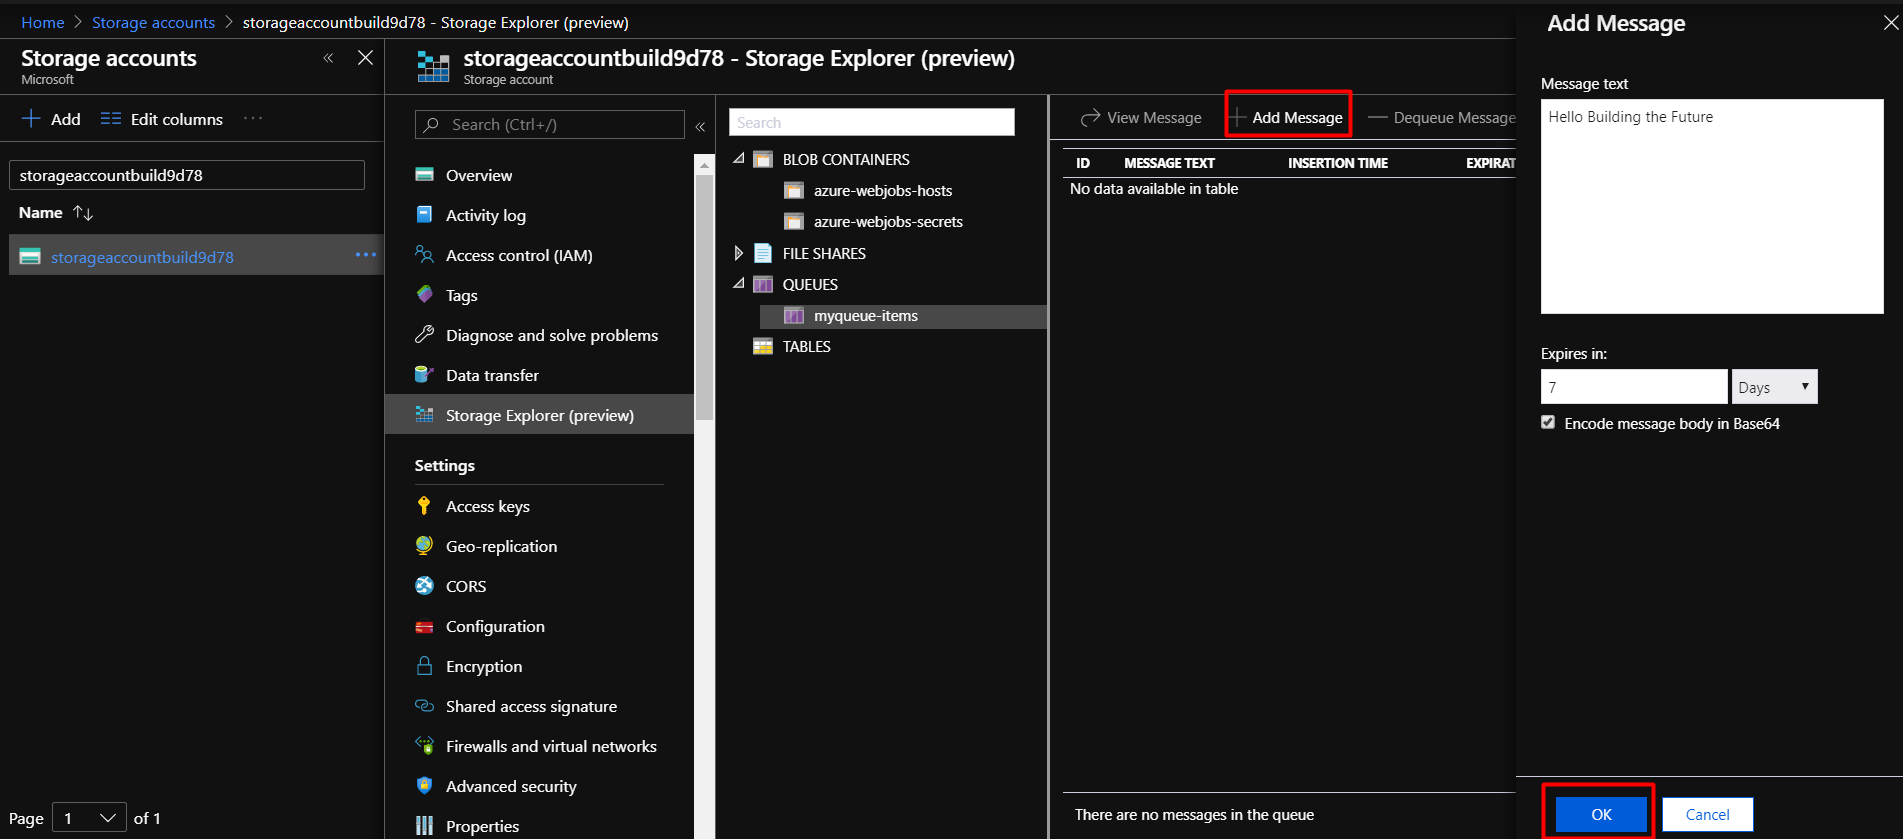 Home > Storage accounts > storageaccountbuild9d78 - Storage Explorer (preview)
Storage accounts
Microsoft
Add Edit columns ···
storageaccountbuild9d78
Name
storageaccountbuild9d78 ···
Page 1 of 1
storageaccountbuild9d78 - Storage Explorer (preview)
Storage account
Search (Ctrl+/)
Overview
Activity log
Access control (IAM)
Tags
Diagnose and solve problems
Data transfer
Storage Explorer (preview)
Settings
Access keys
Geo-replication
CORS
Configuration
Encryption
Shared access signature
Firewalls and virtual networks
Advanced security
Properties
Search
BLOB CONTAINERS
azure-webjobs-hosts
azure-webjobs-secrets
FILE SHARES
QUEUES
myqueue-items
TABLES
View Message Add Message Dequeue Message
ID MESSAGE TEXT INSERTION TIME EXPIRAT
No data available in table
There are no messages in the queue
Add Message
Message text
Hello Building the Future
Expires in:
7 Days
Encode message body in Base64
OK Cancel